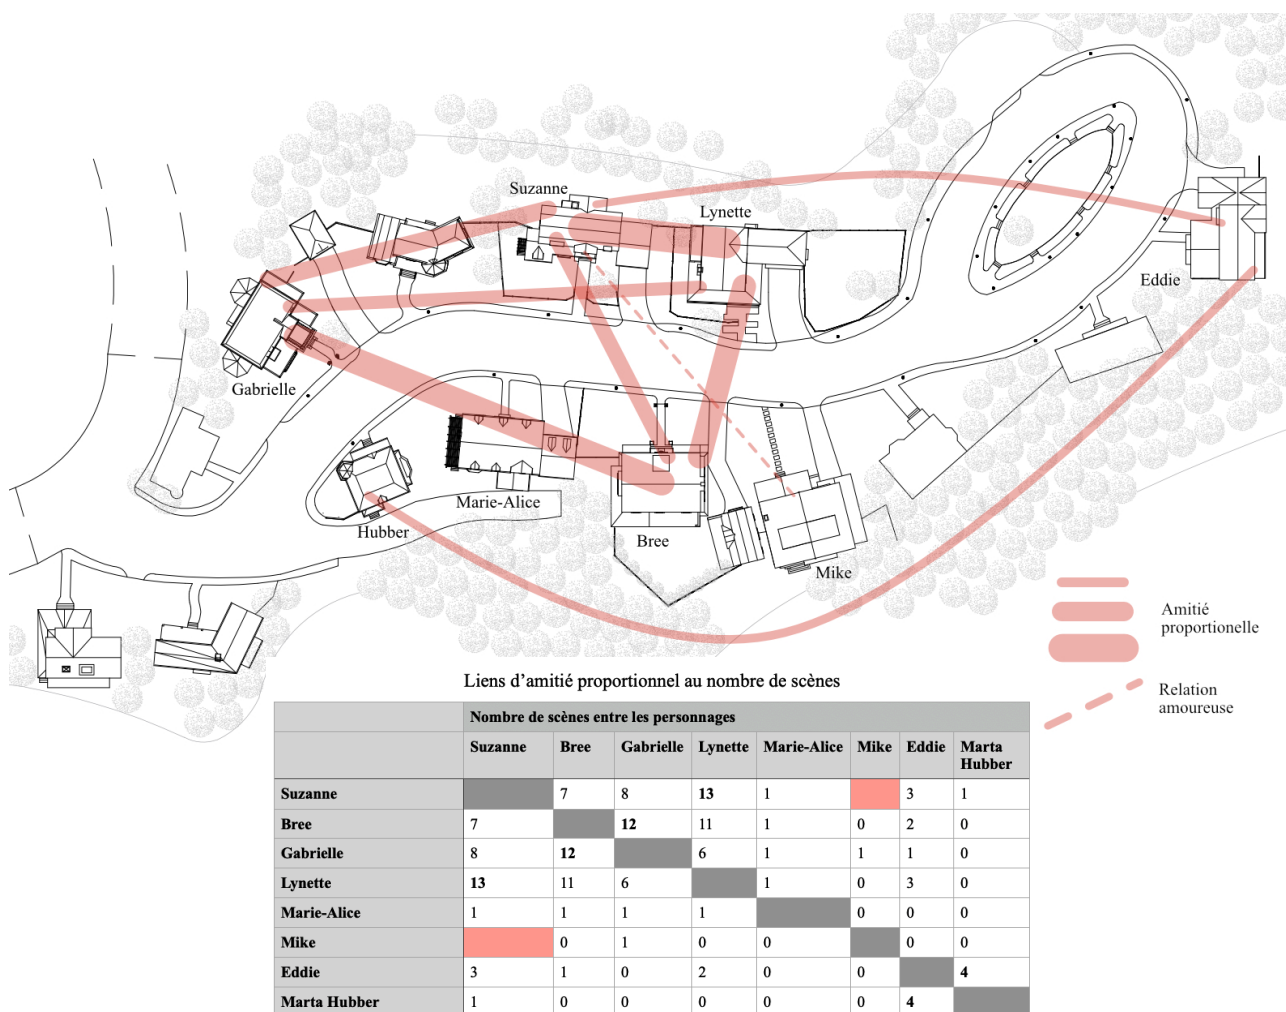 Suzanne
Lynette
Eddie
Gabrielle
Marie-Alice
Hubber
Bree
Mike
Amitié
proportionelle
Relation
amoureuse
Liens d’amitié proportionnel au nombre de scènes
Nombre de scènes entre les personnages
Suzanne Bree Gabrielle Lynette Marie-Alice Mike Eddie Marta Hubber
Suzanne 7 8 13 1 3 1
Bree 7 12 11 1 0 2 0
Gabrielle 8 12 6 1 1 1 0
Lynette 13 11 6 1 0 3 0
Marie-Alice 1 1 1 1 0 0 0
Mike 0 1 0 0 0 0
Eddie 3 1 0 2 0 0 4
Marta Hubber 1 0 0 0 0 0 4